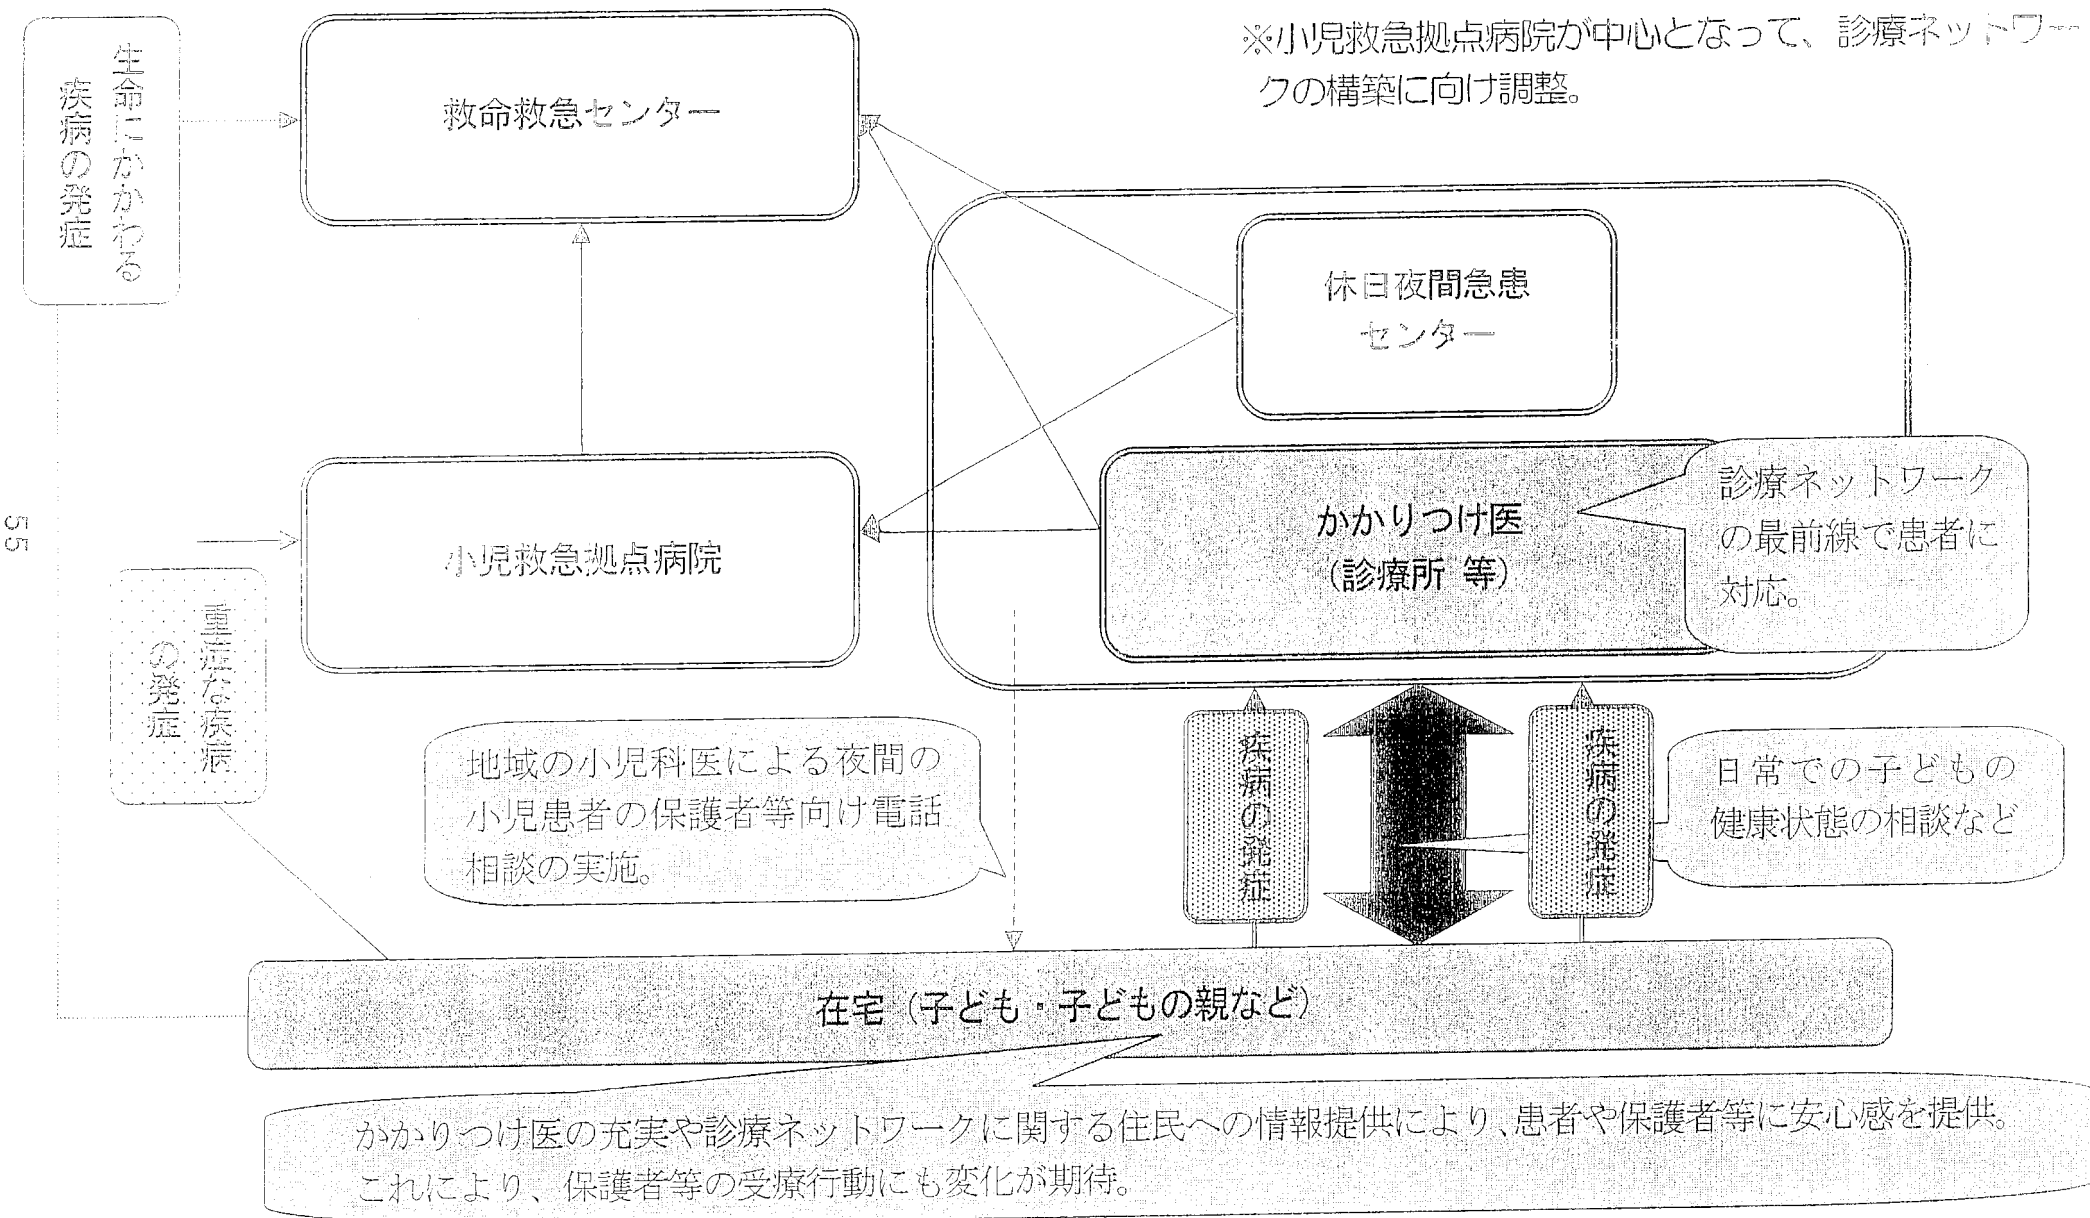 ※小児救急拠点病院が中心となって、診療ネットワー
クの構築に向け調整。
生命にかかわる
疾病の発症
救命救急センター
休日夜間急患
センター
かかりつけ医
（診療所 等）
診療ネットワーク
の最前線で患者に
対応。
小児救急拠点病院
重症な疾病
の発症
地域の小児科医による夜間の
小児患者の保護者等向け電話
相談の実施。
疾病の発症
疾病の発症
日常での子どもの
健康状態の相談など
在宅（子ども・子どもの親など）
かかりつけ医の充実や診療ネットワークに関する住民への情報提供により、患者や保護者等に安心感を提供。
これにより、保護者等の受療行動にも変化が期待。
55